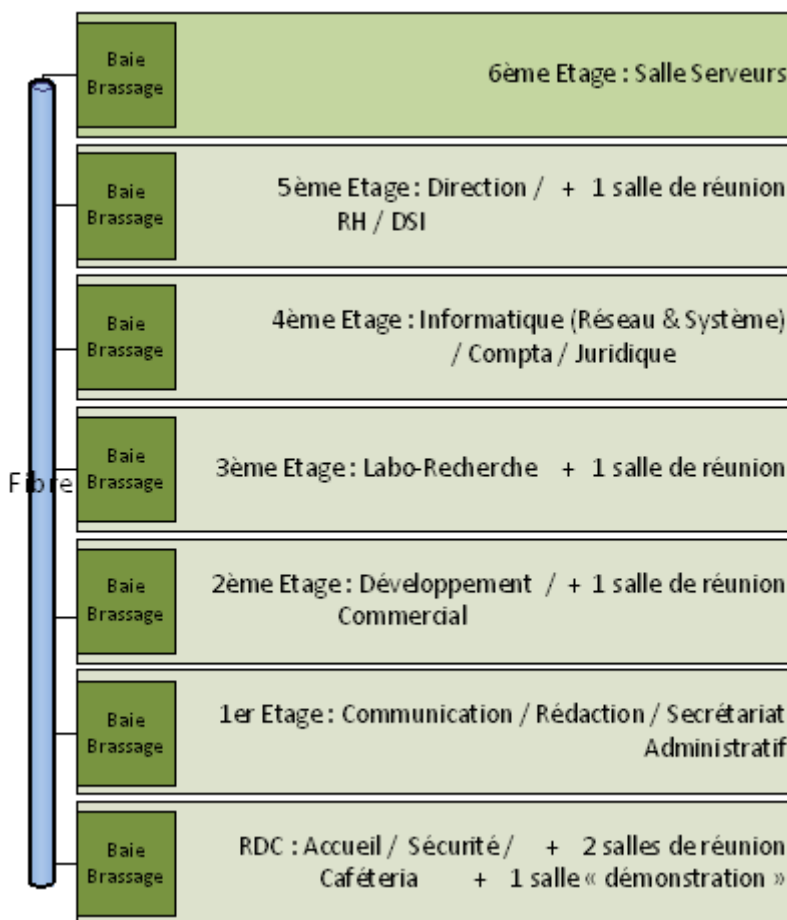 Baie
Brassage
6ème Etage : Salle Serveurs
Baie
Brassage
5ème Etage : Direction / + 1 salle de réunion
RH / DSI
Baie
Brassage
4ème Etage : Informatique (Réseau & Système)
/ Compta / Juridique
Fibre
Baie
Brassage
3ème Etage : Labo-Recherche + 1 salle de réunion
Baie
Brassage
2ème Etage : Développement / + 1 salle de réunion
Commercial
Baie
Brassage
1er Etage : Communication / Rédaction / Secrétariat
Administratif
Baie
Brassage
RDC : Accueil / Sécurité / + 2 salles de réunion
Caféteria + 1 salle « démonstration »